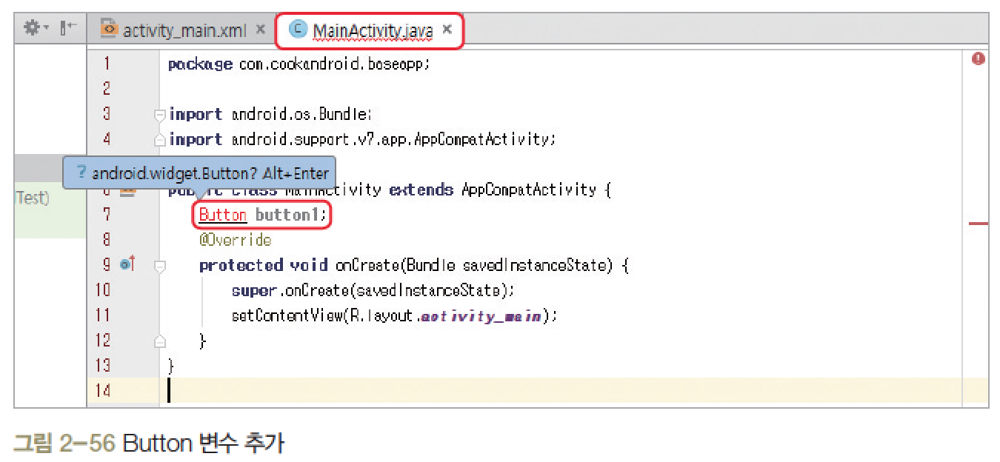 activity_main.xml × C MainActivity.java ×
1 package com.cookandroid.baseapp;
2
3 import android.os.Bundle;
4 import android.support.v7.app.AppCompatActivity;
? android.widget.Button? Alt+Enter
6 public class MainActivity extends AppCompatActivity {
Test)
7 Button button1;
8 @Override
9 protected void onCreate(Bundle savedInstanceState) {
10 super.onCreate(savedInstanceState);
11 setContentView(R.layout.activity_main);
12 }
13 }
14
그림 2-56 Button 변수 추가